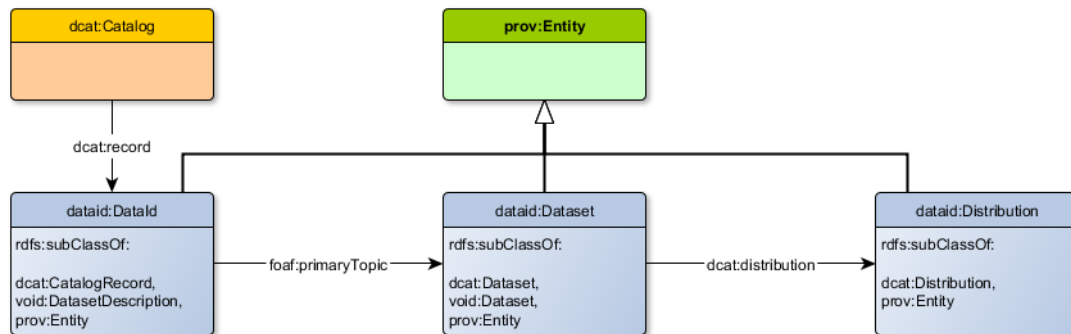 dcat:Catalog
prov:Entity
dcat:record
dataid:DataId
rdfs:subClassOf:
dcat:CatalogRecord,
void:DatasetDescription,
prov:Entity
foaf:primaryTopic
dataid:Dataset
rdfs:subClassOf:
dcat:Dataset,
void:Dataset,
prov:Entity
dcat:distribution
dataid:Distribution
rdfs:subClassOf:
dcat:Distribution,
prov:Entity